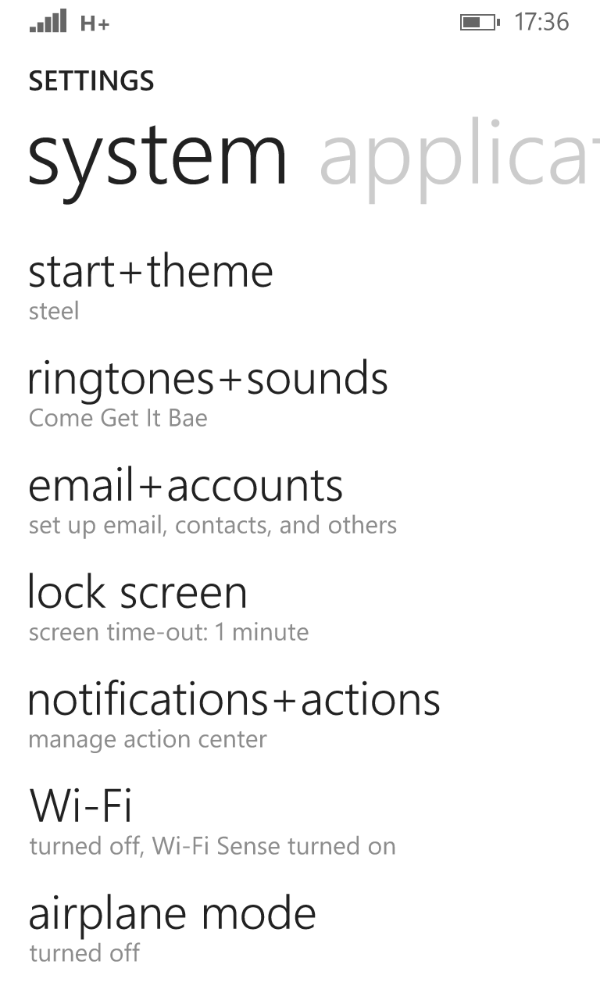 H+ 17:36
SETTINGS
system applicat
start+theme
steel
ringtones+sounds
Come Get It Bae
email+accounts
set up email, contacts, and others
lock screen
screen time-out: 1 minute
notifications+actions
manage action center
Wi-Fi
turned off, Wi-Fi Sense turned on
airplane mode
turned off